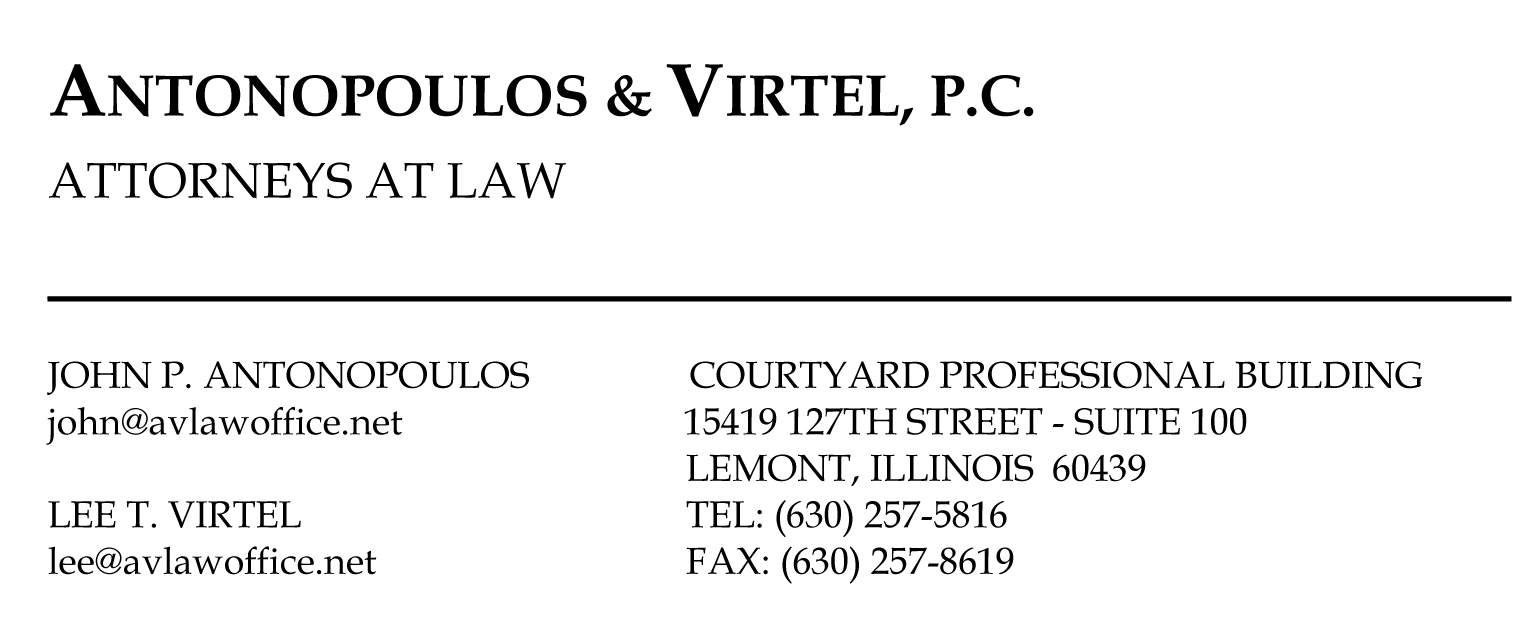 ANTONOPOULOS & VIRTEL, P.C.
ATTORNEYS AT LAW
JOHN P. ANTONOPOULOS
john@avlawoffice.net
LEE T. VIRTEL
lee@avlawoffice.net
COURTYARD PROFESSIONAL BUILDING
15419 127TH STREET - SUITE 100
LEMONT, ILLINOIS  60439
TEL: (630) 257-5816
FAX: (630) 257-8619